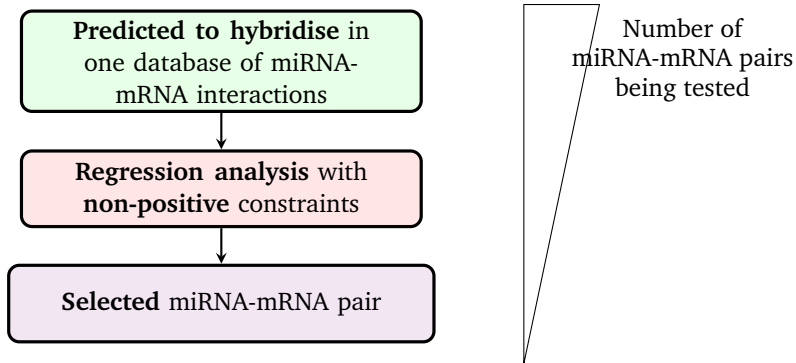 Predicted to hybridise in
one database of miRNA-
mRNA interactions
Regression analysis with
non-positive constraints
Selected miRNA-mRNA pair
Number of
miRNA-mRNA pairs
being tested